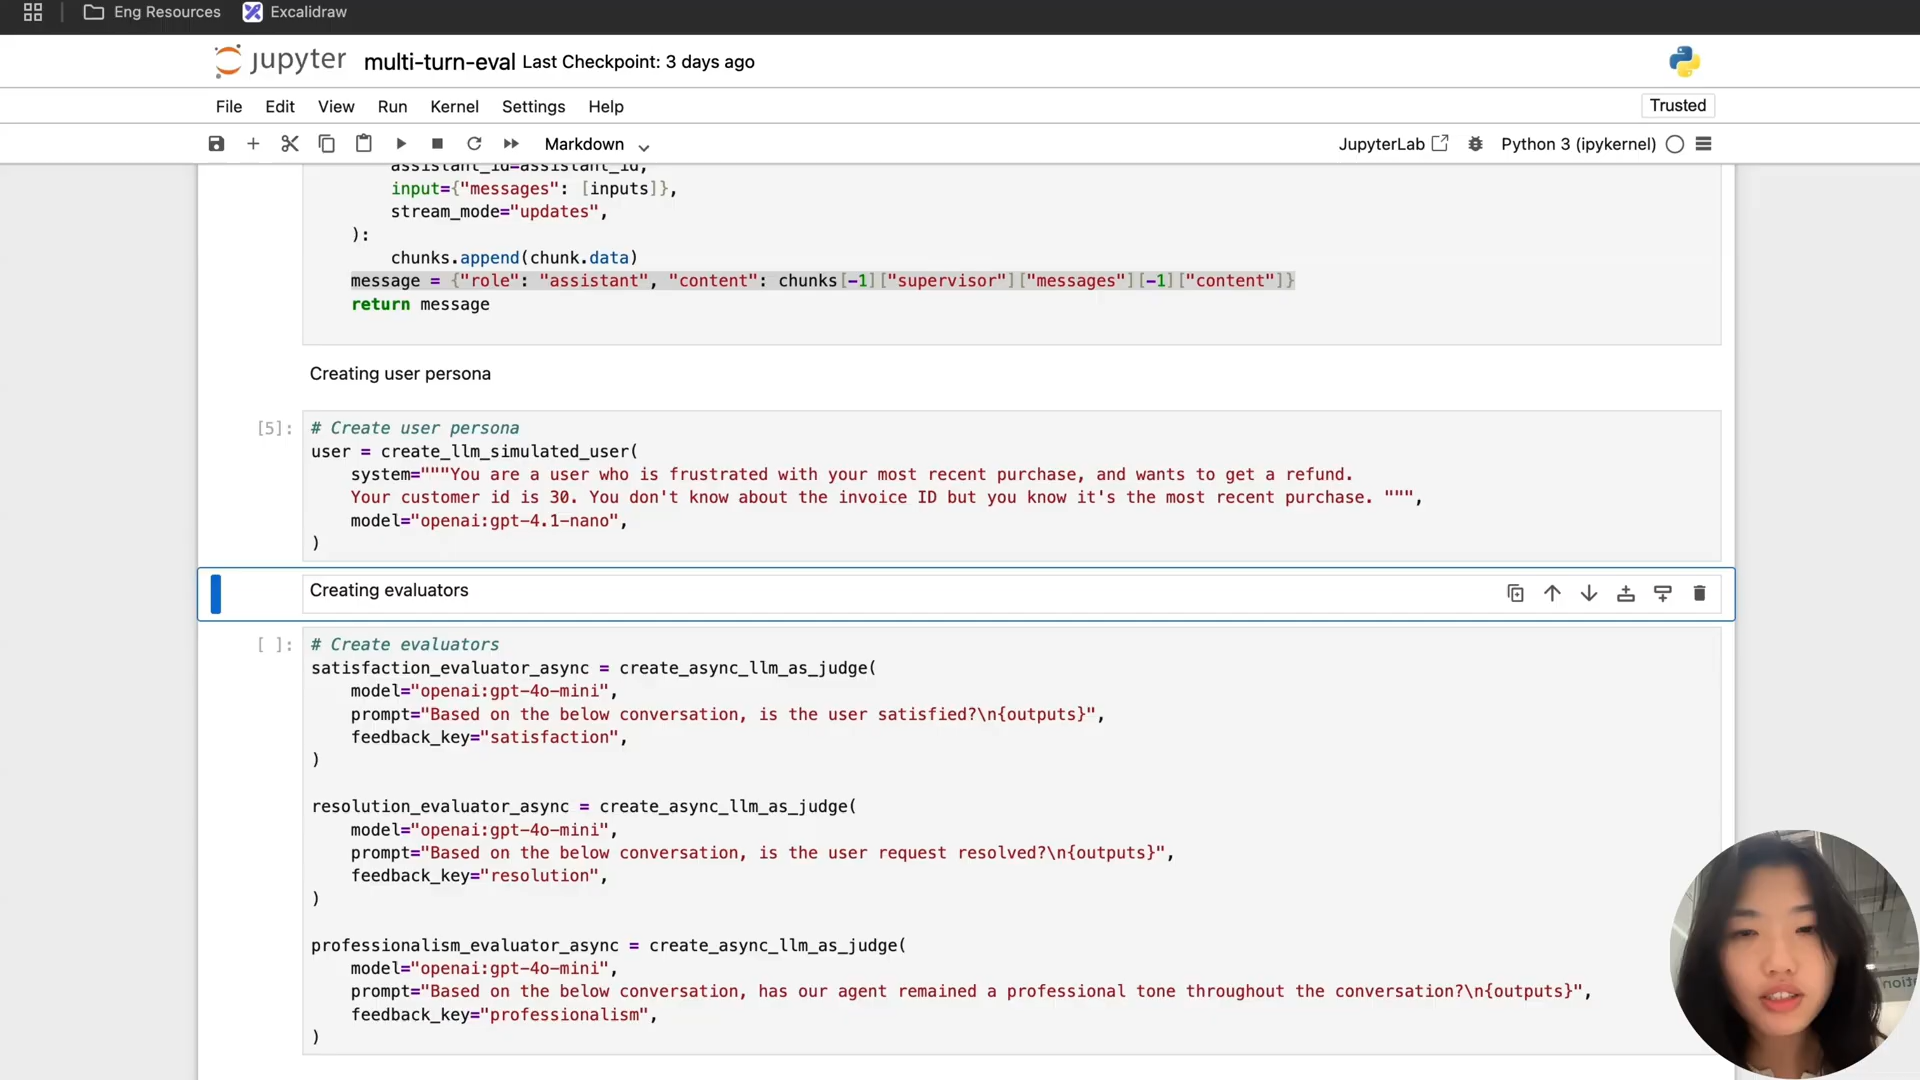 Eng Resources
Excalidraw
jupyter multi-turn-eval Last Checkpoint: 3 days ago
File Edit View Run Kernel Settings Help
Trusted
Markdown
JupyterLab
Python 3 (ipykernel)
assistant_id=assistant_id,
input={"messages": [inputs]},
stream_mode="updates",
):
chunks.append(chunk.data)
message = {"role": "assistant", "content": chunks[-1]["supervisor"]["messages"][-1]["content"]}
return message
Creating user persona
[5]:
# Create user persona
user = create_llm_simulated_user(
system="""You are a user who is frustrated with your most recent purchase, and wants to get a refund.
Your customer id is 30. You don't know about the invoice ID but you know it's the most recent purchase. """,
model="openai:gpt-4.1-nano",
)
Creating evaluators
[ ]:
# Create evaluators
satisfaction_evaluator_async = create_async_llm_as_judge(
model="openai:gpt-4o-mini",
prompt="Based on the below conversation, is the user satisfied?\n{outputs}",
feedback_key="satisfaction",
)
resolution_evaluator_async = create_async_llm_as_judge(
model="openai:gpt-4o-mini",
prompt="Based on the below conversation, is the user request resolved?\n{outputs}",
feedback_key="resolution",
)
professionalism_evaluator_async = create_async_llm_as_judge(
model="openai:gpt-4o-mini",
prompt="Based on the below conversation, has our agent remained a professional tone throughout the conversation?\n{outputs}",
feedback_key="professionalism",
)